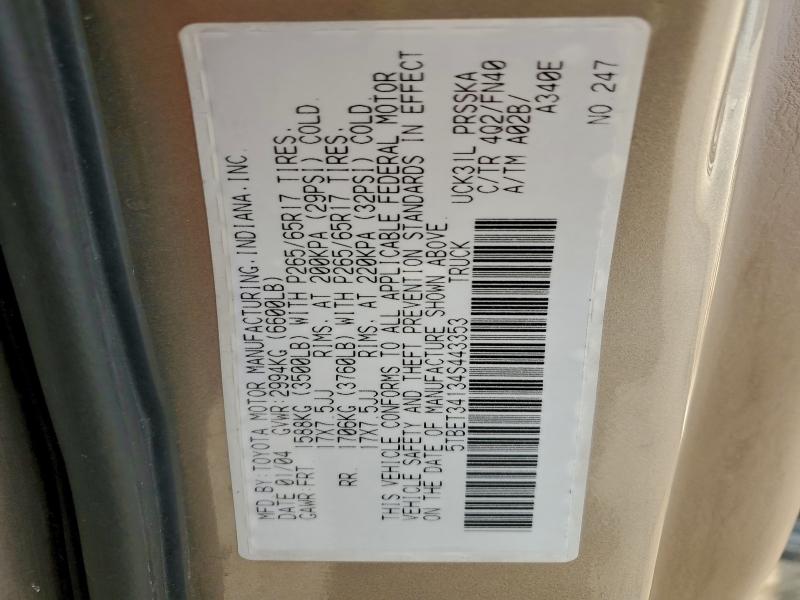 MFD BY: TOYOTA MOTOR MANUFACTURING, INDIANA, INC.
DATE 01/04 GVWR: 2994KG (6600LB)
GAWR FRT 1588KG (3500LB) WITH P265/65R17 TIRES,
17X7.5JJ RIMS, AT 200KPA (29PSI) COLD.
RR 1706KG (3760LB) WITH P265/65R17 TIRES,
17X7.5JJ RIMS, AT 220KPA (32PSI) COLD.
THIS VEHICLE CONFORMS TO ALL APPLICABLE FEDERAL MOTOR
VEHICLE SAFETY AND THEFT PREVENTION STANDARDS IN EFFECT
ON THE DATE OF MANUFACTURE SHOWN ABOVE.
5TBET34134S443353 TRUCK
UCK31L PRSSKA
C/TR 4Q2/FN40
A/TM A02B/
A340E
NO 247